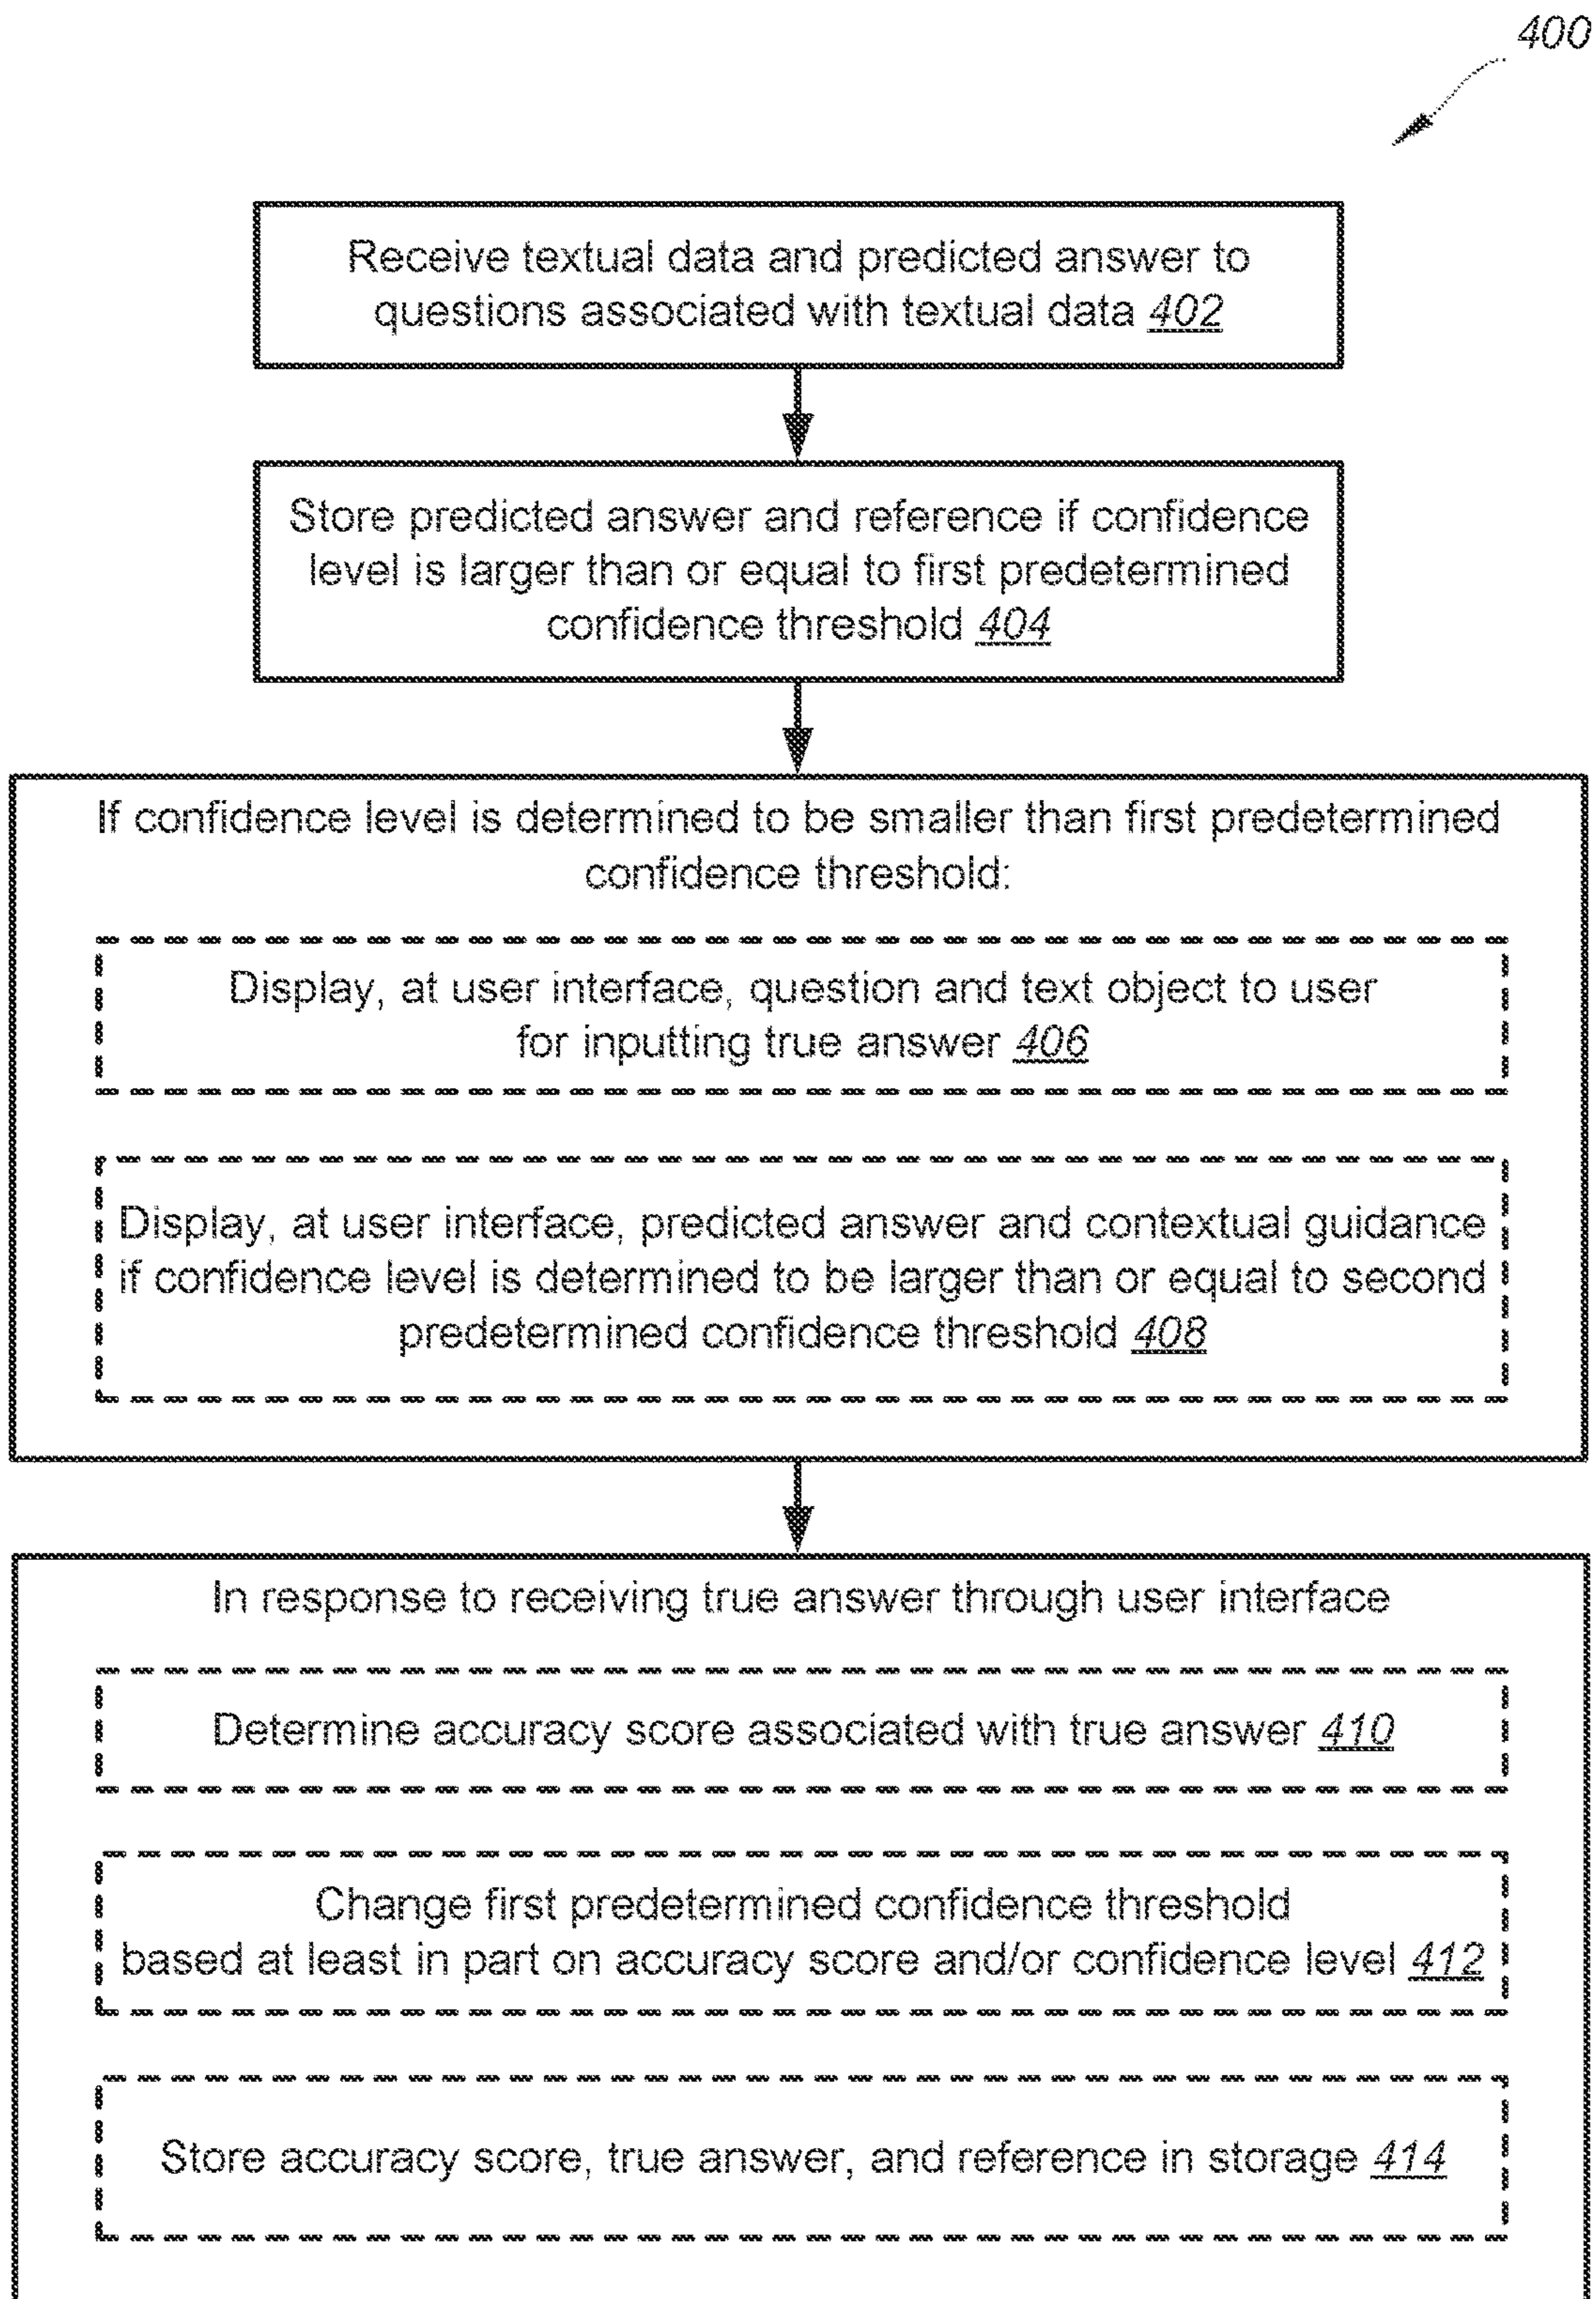 400
Receive textual data and predicted answer to
questions associated with textual data 402
Store predicted answer and reference if confidence
level is larger than or equal to first predetermined
confidence threshold 404
If confidence level is determined to be smaller than first predetermined
confidence threshold:
Display, at user interface, question and text object to user
for inputting true answer 406
Display, at user interface, predicted answer and contextual guidance
if confidence level is determined to be larger than or equal to second
predetermined confidence threshold 408
In response to receiving true answer through user interface
Determine accuracy score associated with true answer 410
Change first predetermined confidence threshold
based at least in part on accuracy score and/or confidence level 412
Store accuracy score, true answer, and reference in storage 414